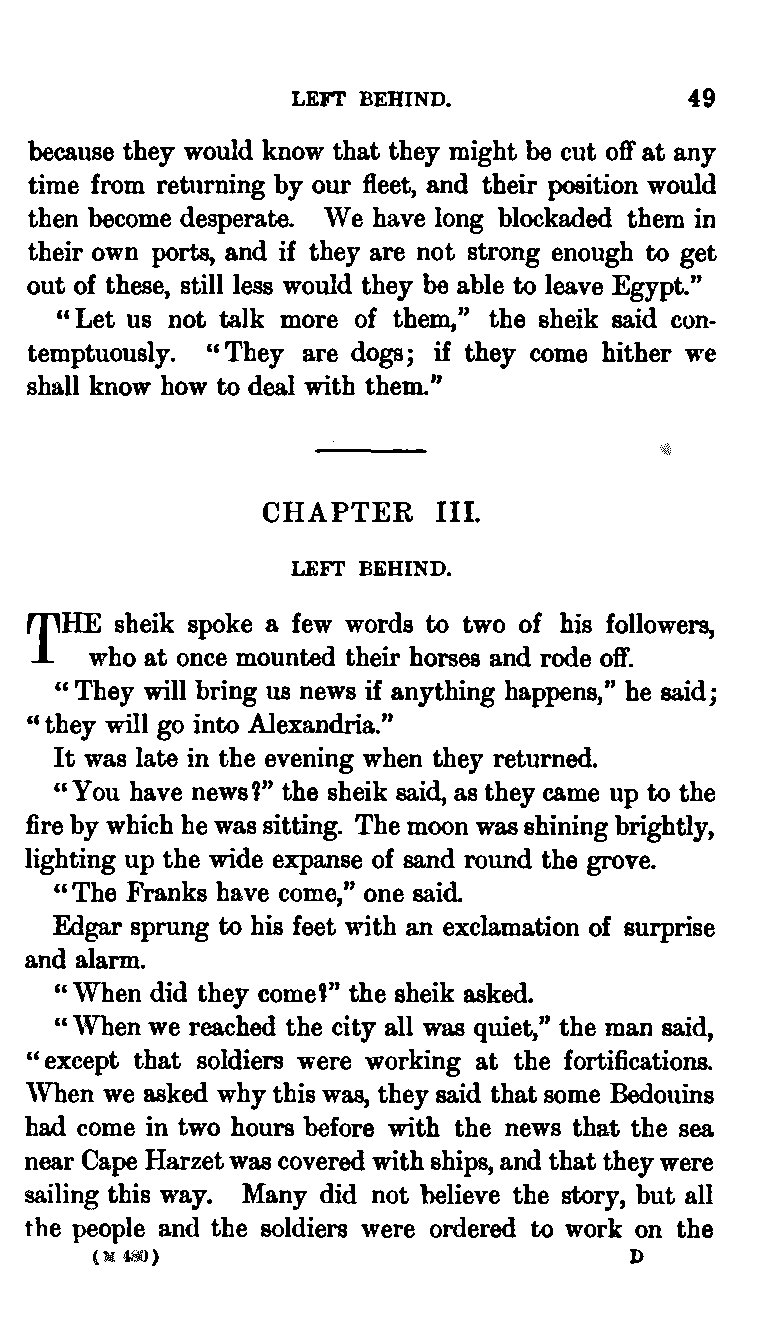 LEFT BEHIND. 49
because they would know that they might be cut off at any
time from returning by our fleet, and their position would
then become desperate. We have long blockaded them in
their own ports, and if they are not strong enough to get
out of these, still less would they be able to leave Egypt."
"Let us not talk more of them," the sheik said con-
temptuously. "They are dogs; if they come hither we
shall know how to deal with them."
CHAPTER III.
LEFT BEHIND.
THE sheik spoke a few words to two of his followers,
who at once mounted their horses and rode off.
"They will bring us news if anything happens," he said;
"they will go into Alexandria."
It was late in the evening when they returned.
"You have news?" the sheik said, as they came up to the
fire by which he was sitting. The moon was shining brightly,
lighting up the wide expanse of sand round the grove.
"The Franks have come," one said.
Edgar sprung to his feet with an exclamation of surprise
and alarm.
"When did they come?" the sheik asked.
"When we reached the city all was quiet," the man said,
"except that soldiers were working at the fortifications.
When we asked why this was, they said that some Bedouins
had come in two hours before with the news that the sea
near Cape Harzet was covered with ships, and that they were
sailing this way. Many did not believe the story, but all
the people and the soldiers were ordered to work on the
(M 480) D